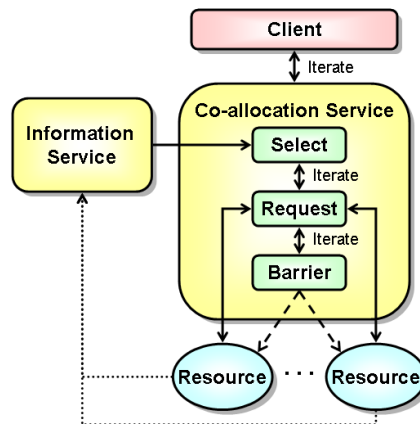 Client
Iterate
Co-allocation Service
Information
Service
Select
Iterate
Request
Iterate
Barrier
Resource
. . .
Resource